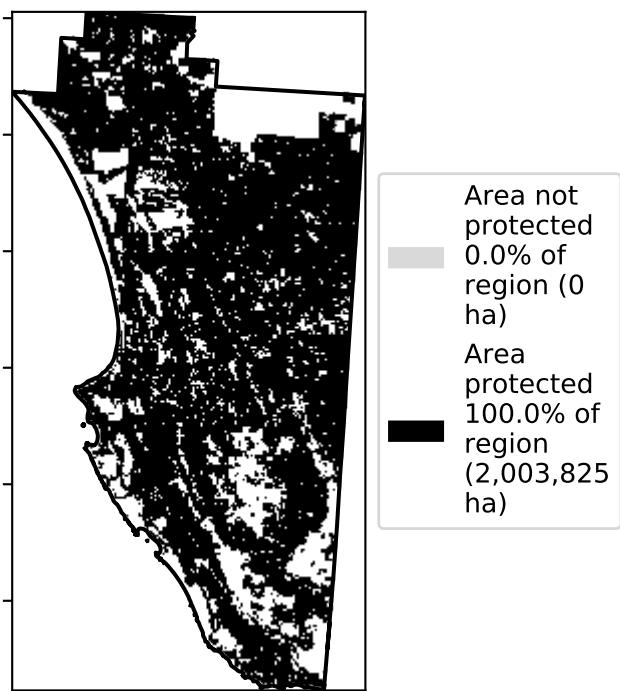 Area not
protected
0.0% of
region (0
ha)
Area
protected
100.0% of
region
(2,003,825
ha)